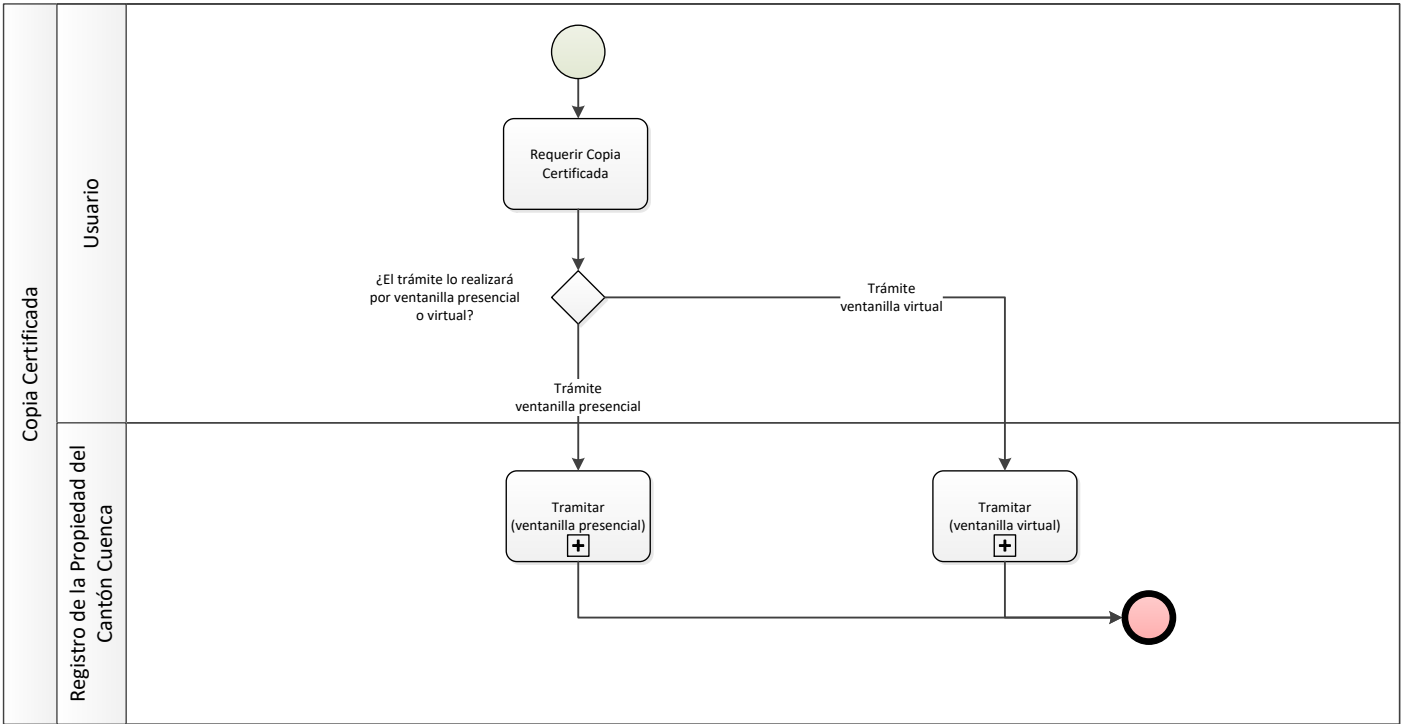 Copia Certificada
Usuario
Requerir Copia
Certificada
¿El trámite lo realizará
por ventanilla presencial
o virtual?
Trámite
ventanilla virtual
Trámite
ventanilla presencial
Registro de la Propiedad del
Cantón Cuenca
Tramitar
(ventanilla presencial)
Tramitar
(ventanilla virtual)